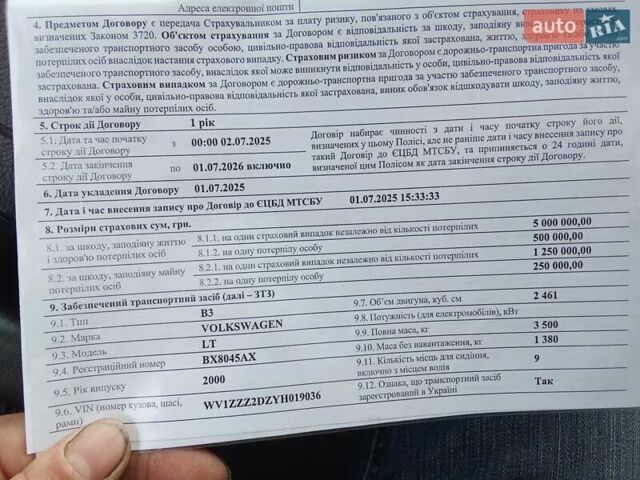 Адреса електронної пошти
4. Предметом Договору є передача Страхувальником за плату ризику, пов'язаного з об'єктом страхування, Страховику на умовах,
визначених Законом 3720. Об'єктом страхування за Договором є відповідальність за шкоду, заподіяну
забезпеченого транспортного засобу особою, цивільно-правова відповідальність якої застрахована, життю, здоров'ю та/або
потерпілих осіб внаслідок настання страхового випадку. Страховим ризиком за Договором є дорожньо-транспортна пригода за участю
забезпеченого транспортного засобу, внаслідок якої може виникнути відповідальність у особи, цивільно-правова відповідальність якої
застрахована. Страховим випадком за Договором є дорожньо-транспортна пригода за участю забезпеченого транспортного засобу,
внаслідок якої у особи, цивільно-правова відповідальність якої застрахована, виник обов'язок відшкодувати шкоду, заподіяну життю,
здоров'ю та/або майну потерпілих осіб.
5. Строк дії Договору 1 рік
5.1. Дата та час початку строку дії Договору з 00:00 02.07.2025
5.2. Дата закінчення строку дії Договору по 01.07.2026 включно
Договір набирає чинності з дати і часу початку строку його дії,
визначених у цьому Полісі, але не раніше дати і часу внесення запису про
такий Договір до ЄЦБД МТСБУ, та припиняється о 24 годині дати,
визначеної цим Полісом як дата закінчення строку дії Договору.
6. Дата укладення Договору 01.07.2025
7. Дата і час внесення запису про Договір до ЄЦБД МТСБУ 01.07.2025 15:33:33
8. Розміри страхових сум, грн.
8.1. за шкоду, заподіяну життю і здоров'ю потерпілих осіб
8.1.1. на один страховий випадок незалежно від кількості потерпілих 5 000 000,00
8.1.2. на одну потерпілу особу 500 000,00
8.2. за шкоду, заподіяну майну потерпілих осіб
8.2.1. на один страховий випадок незалежно від кількості потерпілих 1 250 000,00
8.2.2. на одну потерпілу особу 250 000,00
9. Забезпечений транспортний засіб (далі – ЗТЗ)
9.1. Тип B3
9.2. Марка VOLKSWAGEN
9.3. Модель LT
9.4. Реєстраційний номер BX8045AX
9.5. Рік випуску 2000
9.6. VIN (номер кузова, шасі, рами) WV1ZZZ2DZYH019036
9.7. Об'єм двигуна, куб. см 2 461
9.8. Потужність (для електромобілів), кВт
9.9. Повна маса, кг 3 500
9.10. Маса без навантаження, кг 1 380
9.11. Кількість місць для сидіння, включно з місцем водія 9
9.12. Ознака, що транспортний засіб зареєстрований в Україні Так
auto RIA .com